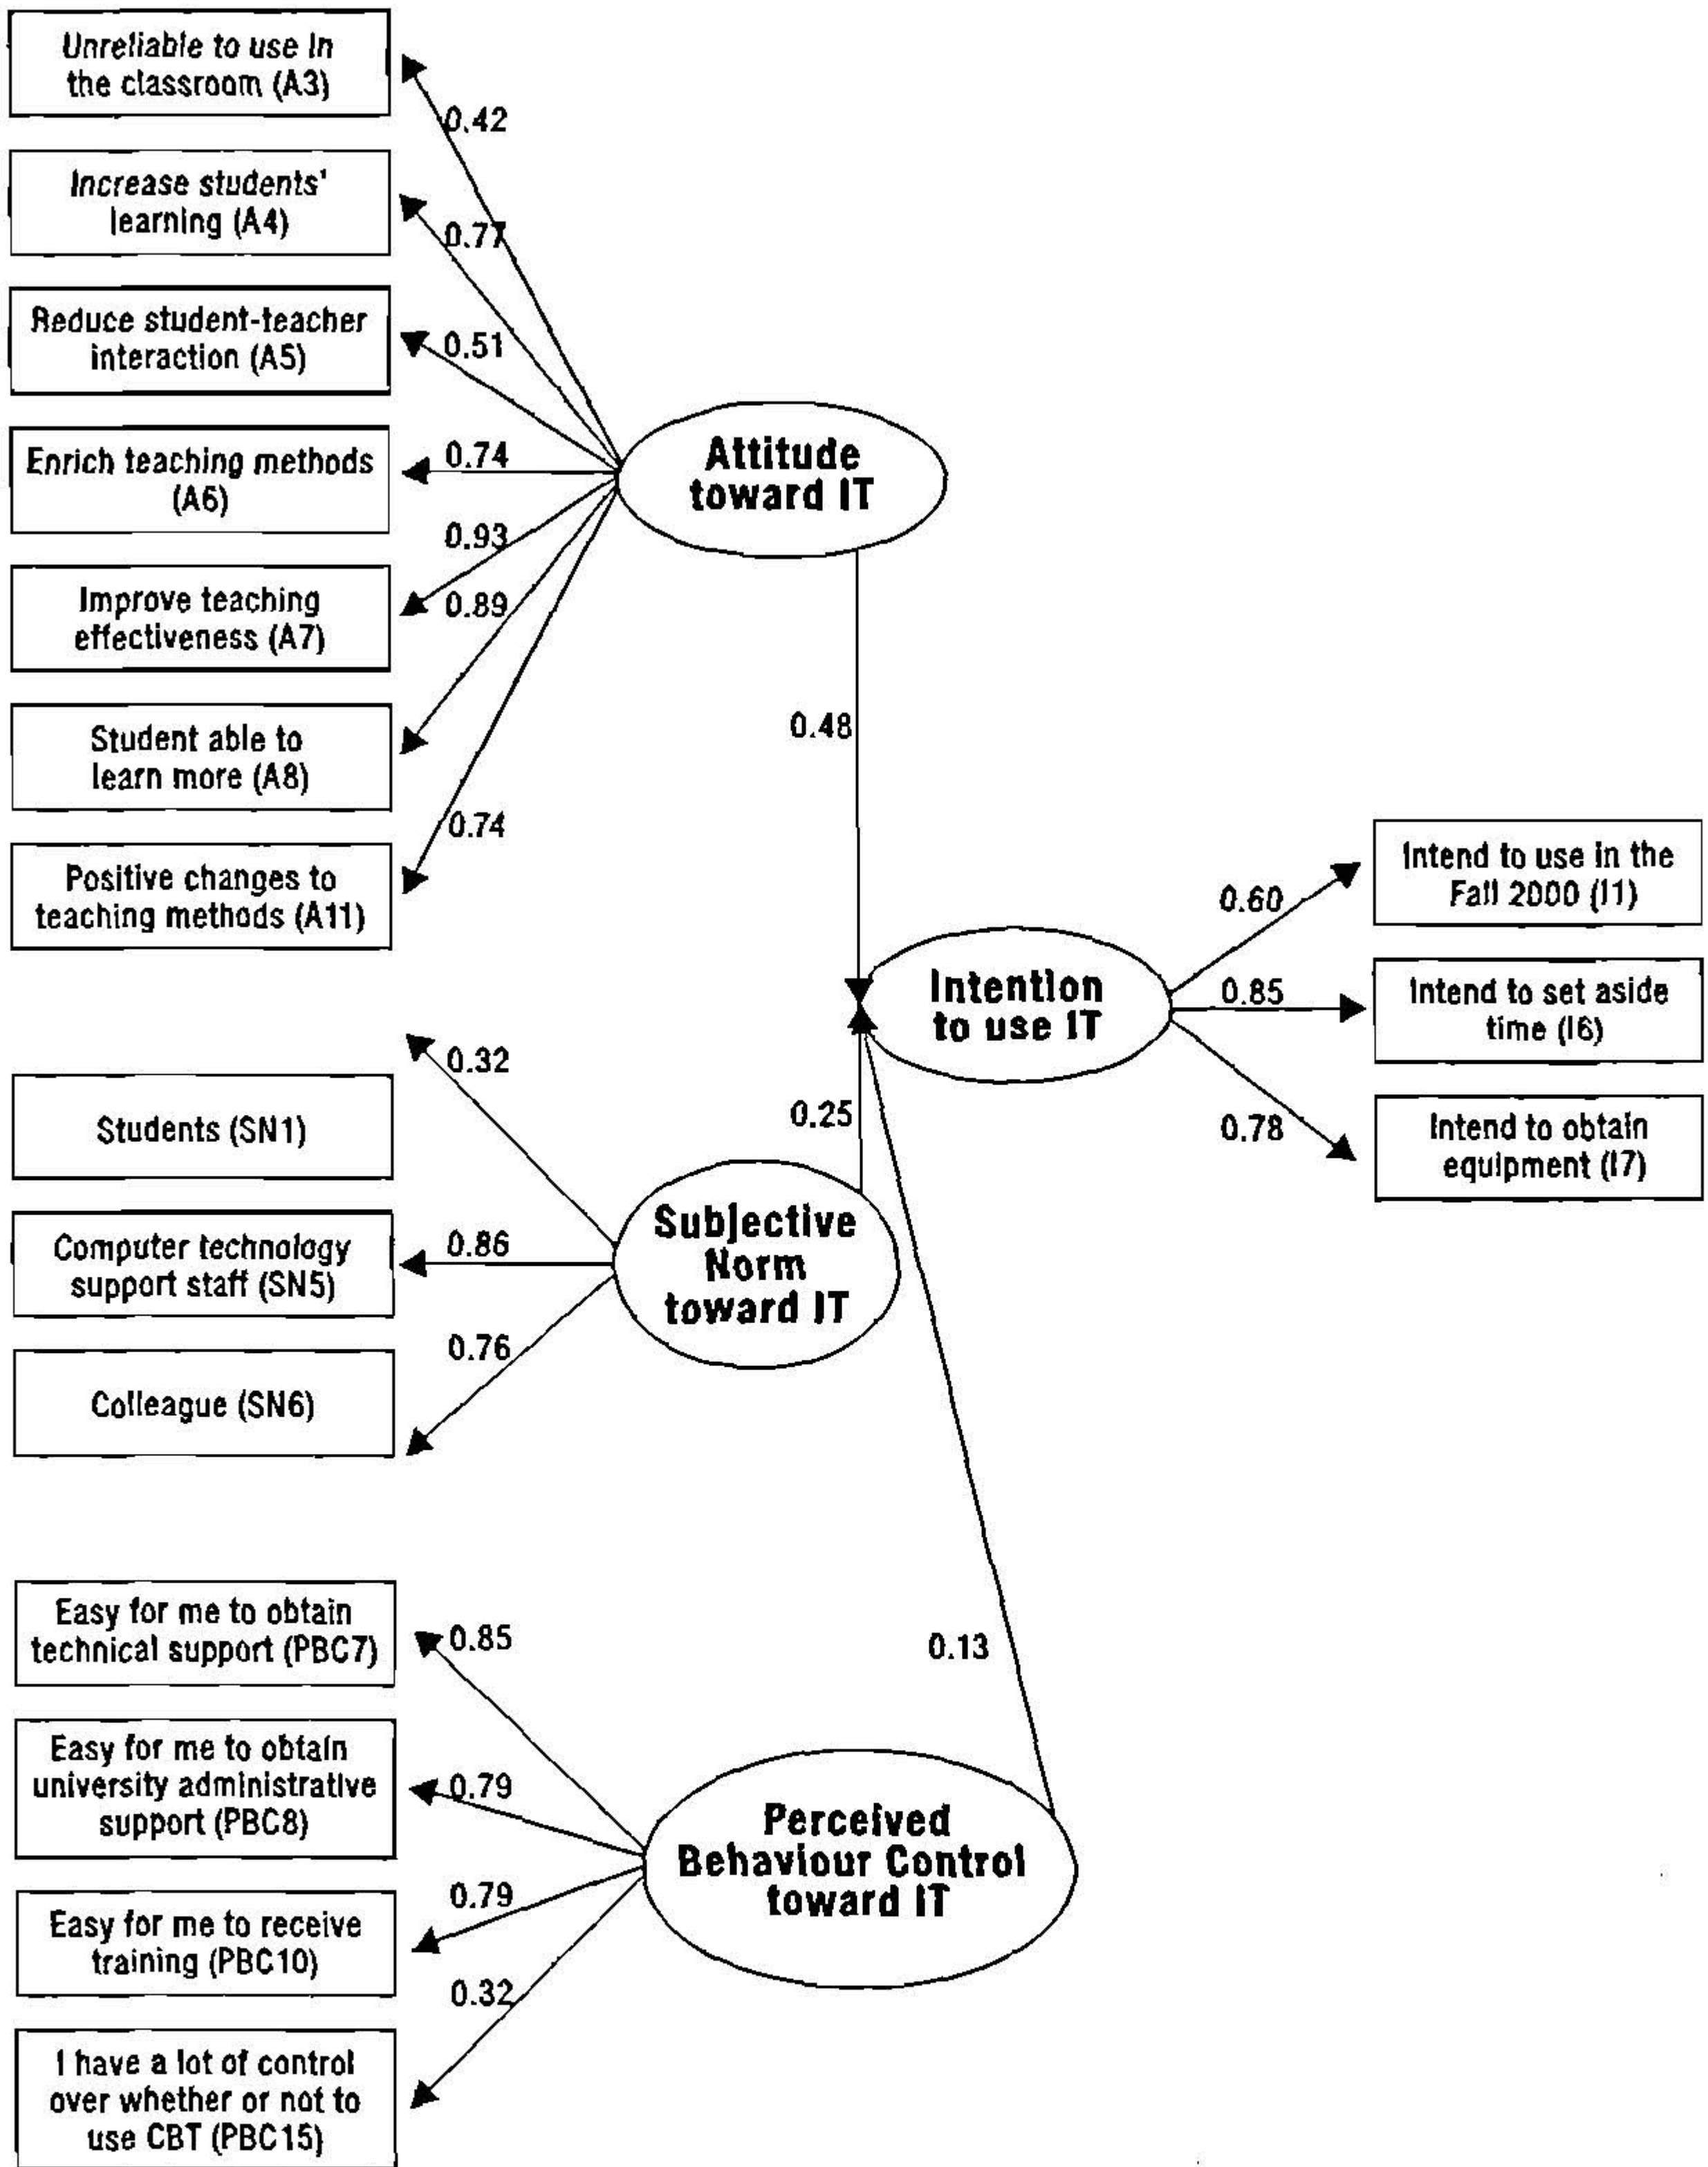 Unreliable to use in
the classroom (A3)
0.42
Increase students'
learning (A4)
0.77
Reduce student-teacher
interaction (A5)
0.51
Enrich teaching methods
(A6)
0.74
0.93
Improve teaching
effectiveness (A7)
0.89
Student able to
learn more (A8)
0.74
Positive changes to
teaching methods (A11)
Attitude
toward IT
0.48
Intention
to use IT
0.60
Intend to use in the
Fall 2000 (I1)
0.85
Intend to set aside
time (I6)
0.78
Intend to obtain
equipment (I7)
0.32
Students (SN1)
0.25
0.86
Computer technology
support staff (SN5)
0.76
Colleague (SN6)
Subjective
Norm
toward IT
0.13
Easy for me to obtain
technical support (PBC7)
0.85
Easy for me to obtain
university administrative
support (PBC8)
0.79
Easy for me to receive
training (PBC10)
0.79
0.32
I have a lot of control
over whether or not to
use CBT (PBC15)
Perceived
Behaviour Control
toward IT